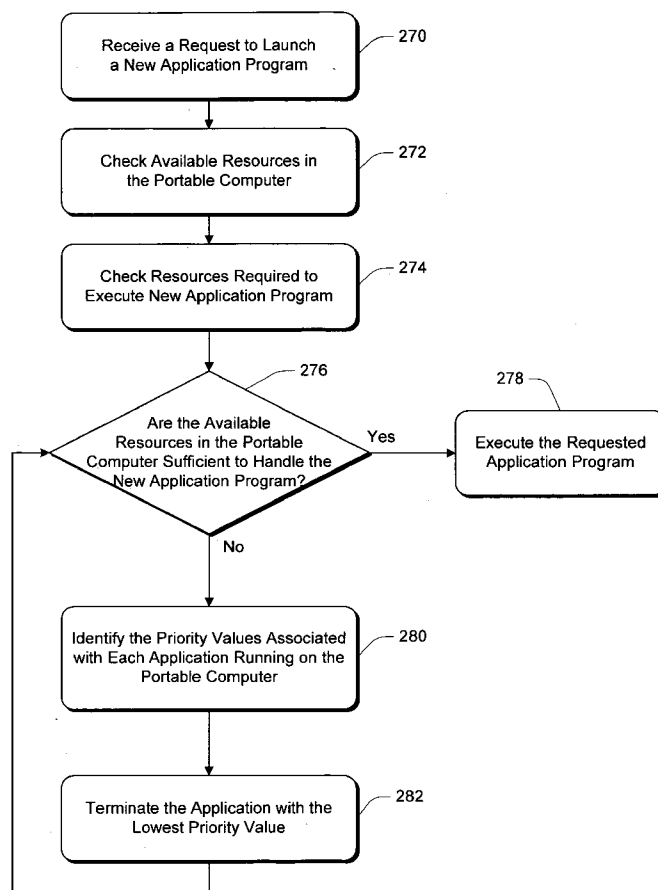 Receive a Request to Launch
a New Application Program
270
Check Available Resources in
the Portable Computer
272
Check Resources Required to
Execute New Application Program
274
276
Are the Available
Resources in the Portable
Computer Sufficient to Handle the
New Application Program?
Yes
278
Execute the Requested
Application Program
No
Identify the Priority Values Associated
with Each Application Running on the
Portable Computer
280
Terminate the Application with the
Lowest Priority Value
282